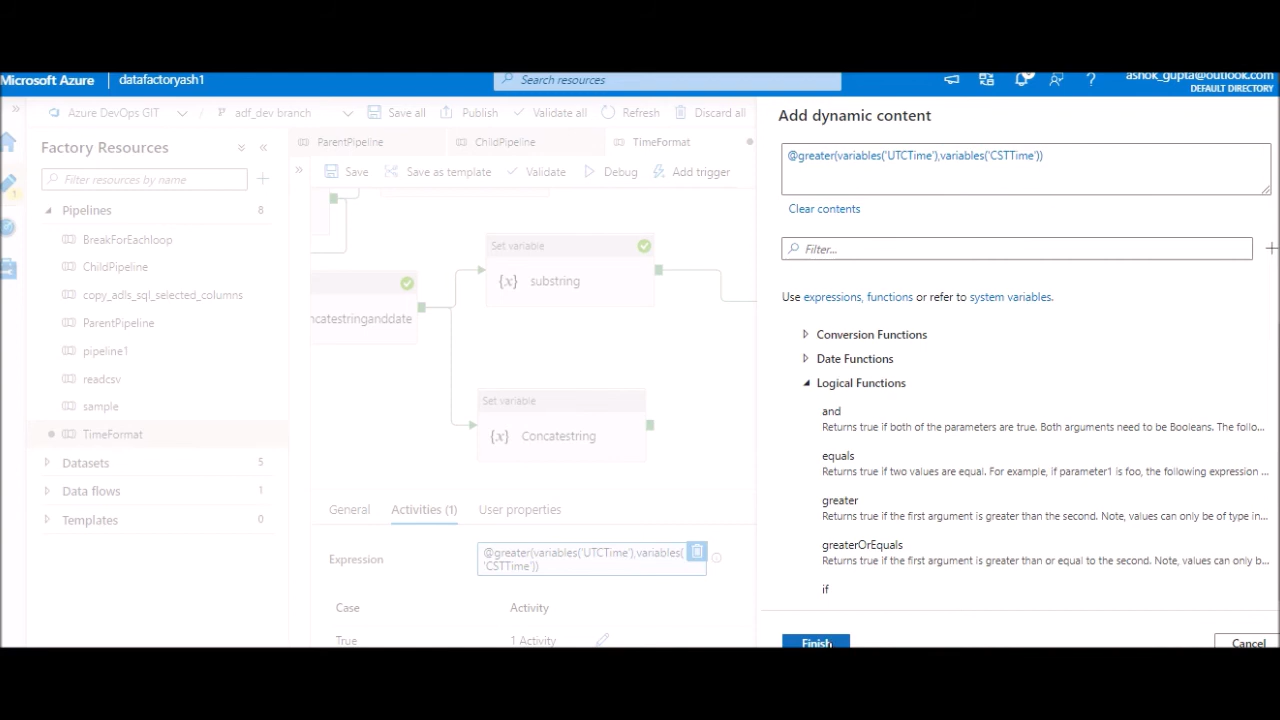 Microsoft Azure
datafactoryash1
Search resources
ashok_gupta@outlook.com
DEFAULT DIRECTORY
Azure DevOps GIT
/
adf_dev branch
Save all
Publish
Validate all
Refresh
Discard all
Factory Resources
Filter resources by name
Pipelines
8
BreakForEachloop
ChildPipeline
copy_adls_sql_selected_columns
ParentPipeline
pipeline1
readcsv
sample
TimeFormat
Datasets
5
Data flows
1
Templates
0
1
ParentPipeline
ChildPipeline
TimeFormat
Save
Save as template
Validate
Debug
Add trigger
Set variable
{x} substring
ncatestringanddate
Set variable
{x} Concatestring
General
Activities (1)
User properties
Expression
@greater(variables('UTCTime'),variables(
'CSTTime'))
Case
Activity
True
1 Activity
Add dynamic content
@greater(variables('UTCTime'),variables('CSTTime'))
Clear contents
Filter...
Use expressions, functions or refer to system variables.
Conversion Functions
Date Functions
Logical Functions
and
Returns true if both of the parameters are true. Both arguments need to be Booleans. The follo...
equals
Returns true if two values are equal. For example, if parameter1 is foo, the following expression ...
greater
Returns true if the first argument is greater than the second. Note, values can only be of type in...
greaterOrEquals
Returns true if the first argument is greater than or equal to the second. Note, values can only b...
if
Finish
Cancel